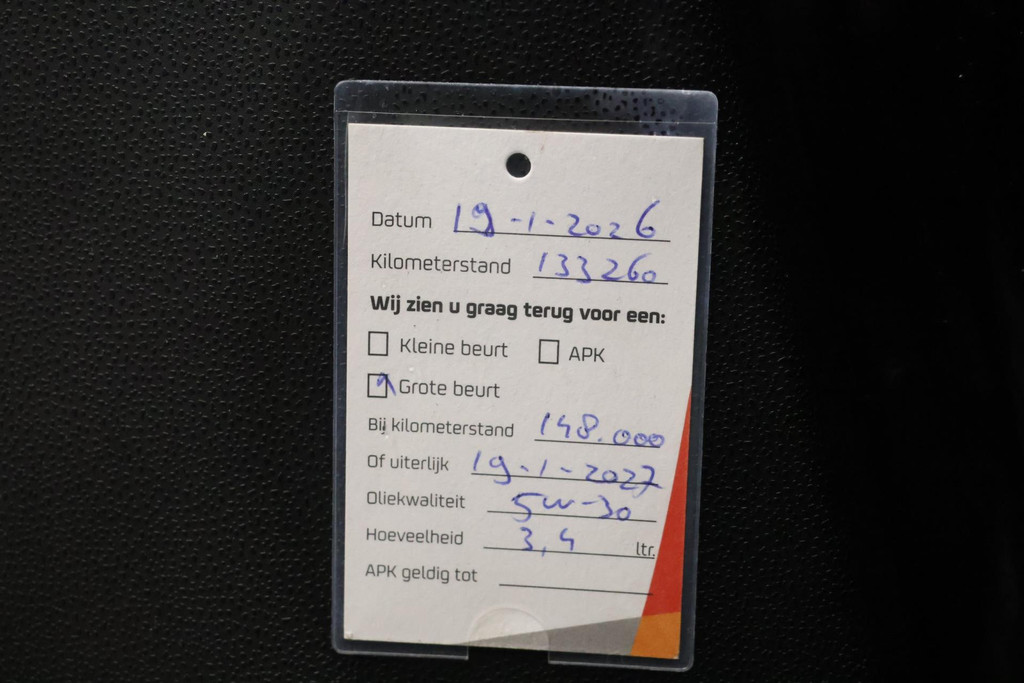 Datum 19-1-2026
Kilometerstand 133260
Wij zien u graag terug voor een:
Kleine beurt APK
Grote beurt
Bij kilometerstand 148.000
Of uiterlijk 19-1-2027
Oliekwaliteit 5w-30
Hoeveelheid 3,4 ltr.
APK geldig tot